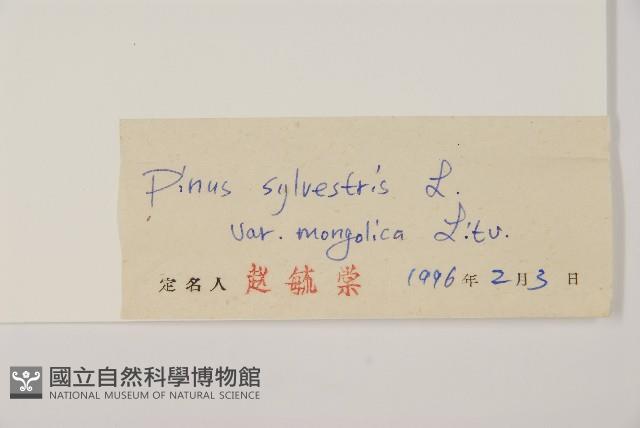 Pinus sylvestris L.
var. mongolica Litv.
定名人 赵毓棠 1996年2月3日
國立自然科學博物館
NATIONAL MUSEUM OF NATURAL SCIENCE